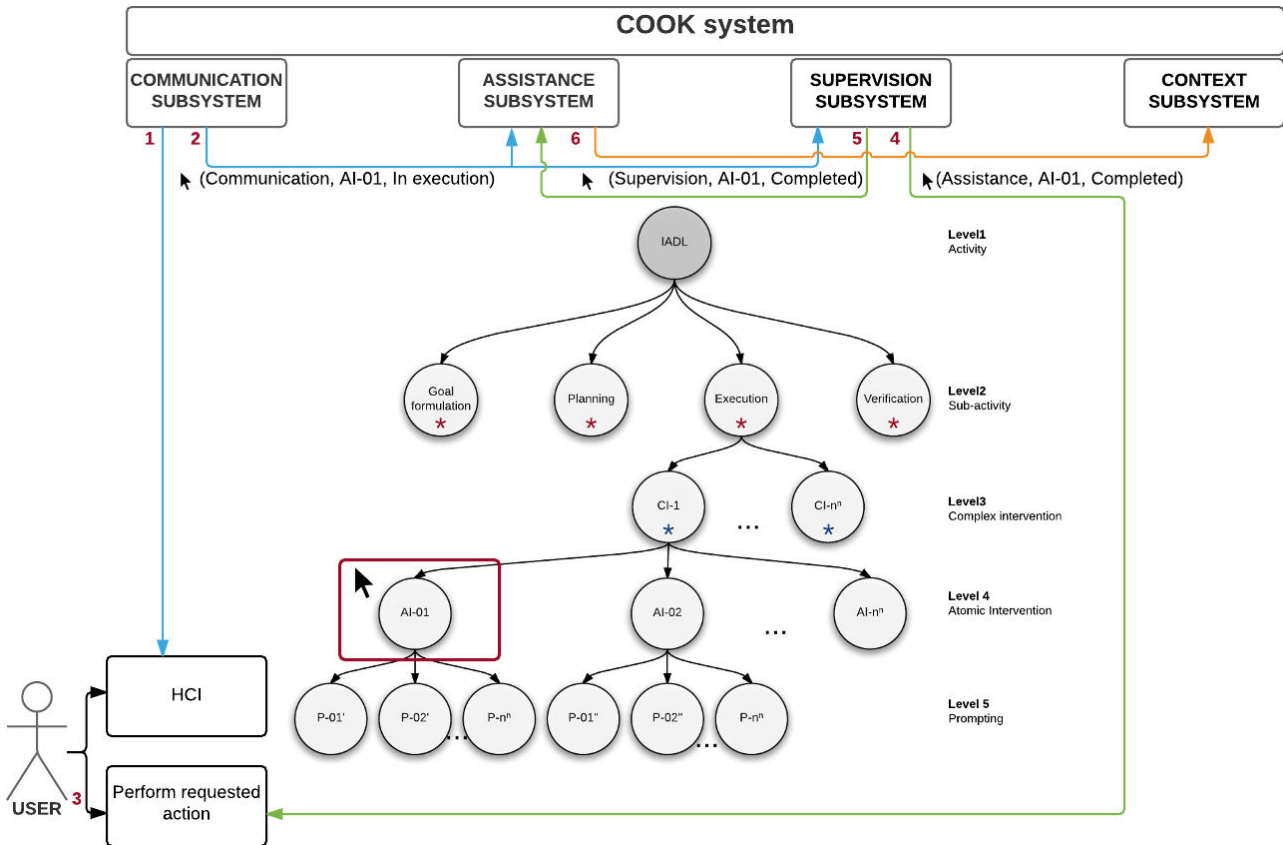 COOK system
COMMUNICATION
SUBSYSTEM
ASSISTANCE
SUBSYSTEM
SUPERVISION
SUBSYSTEM
CONTEXT
SUBSYSTEM
1
2
6
5
4
(Communication, AI-01, In execution)
(Supervision, AI-01, Completed)
(Assistance, AI-01, Completed)
IADL
Level1
Activity
Goal
formulation
*
Planning
*
Execution
*
Verification
*
Level2
Sub-activity
CI-1
*
...
CI-nⁿ
*
Level3
Complex intervention
AI-01
AI-02
...
AI-nⁿ
Level 4
Atomic Intervention
HCI
P-01'
P-02'
...
P-nⁿ
P-01''
P-02''
...
P-nⁿ
Level 5
Prompting
USER
3
Perform requested
action